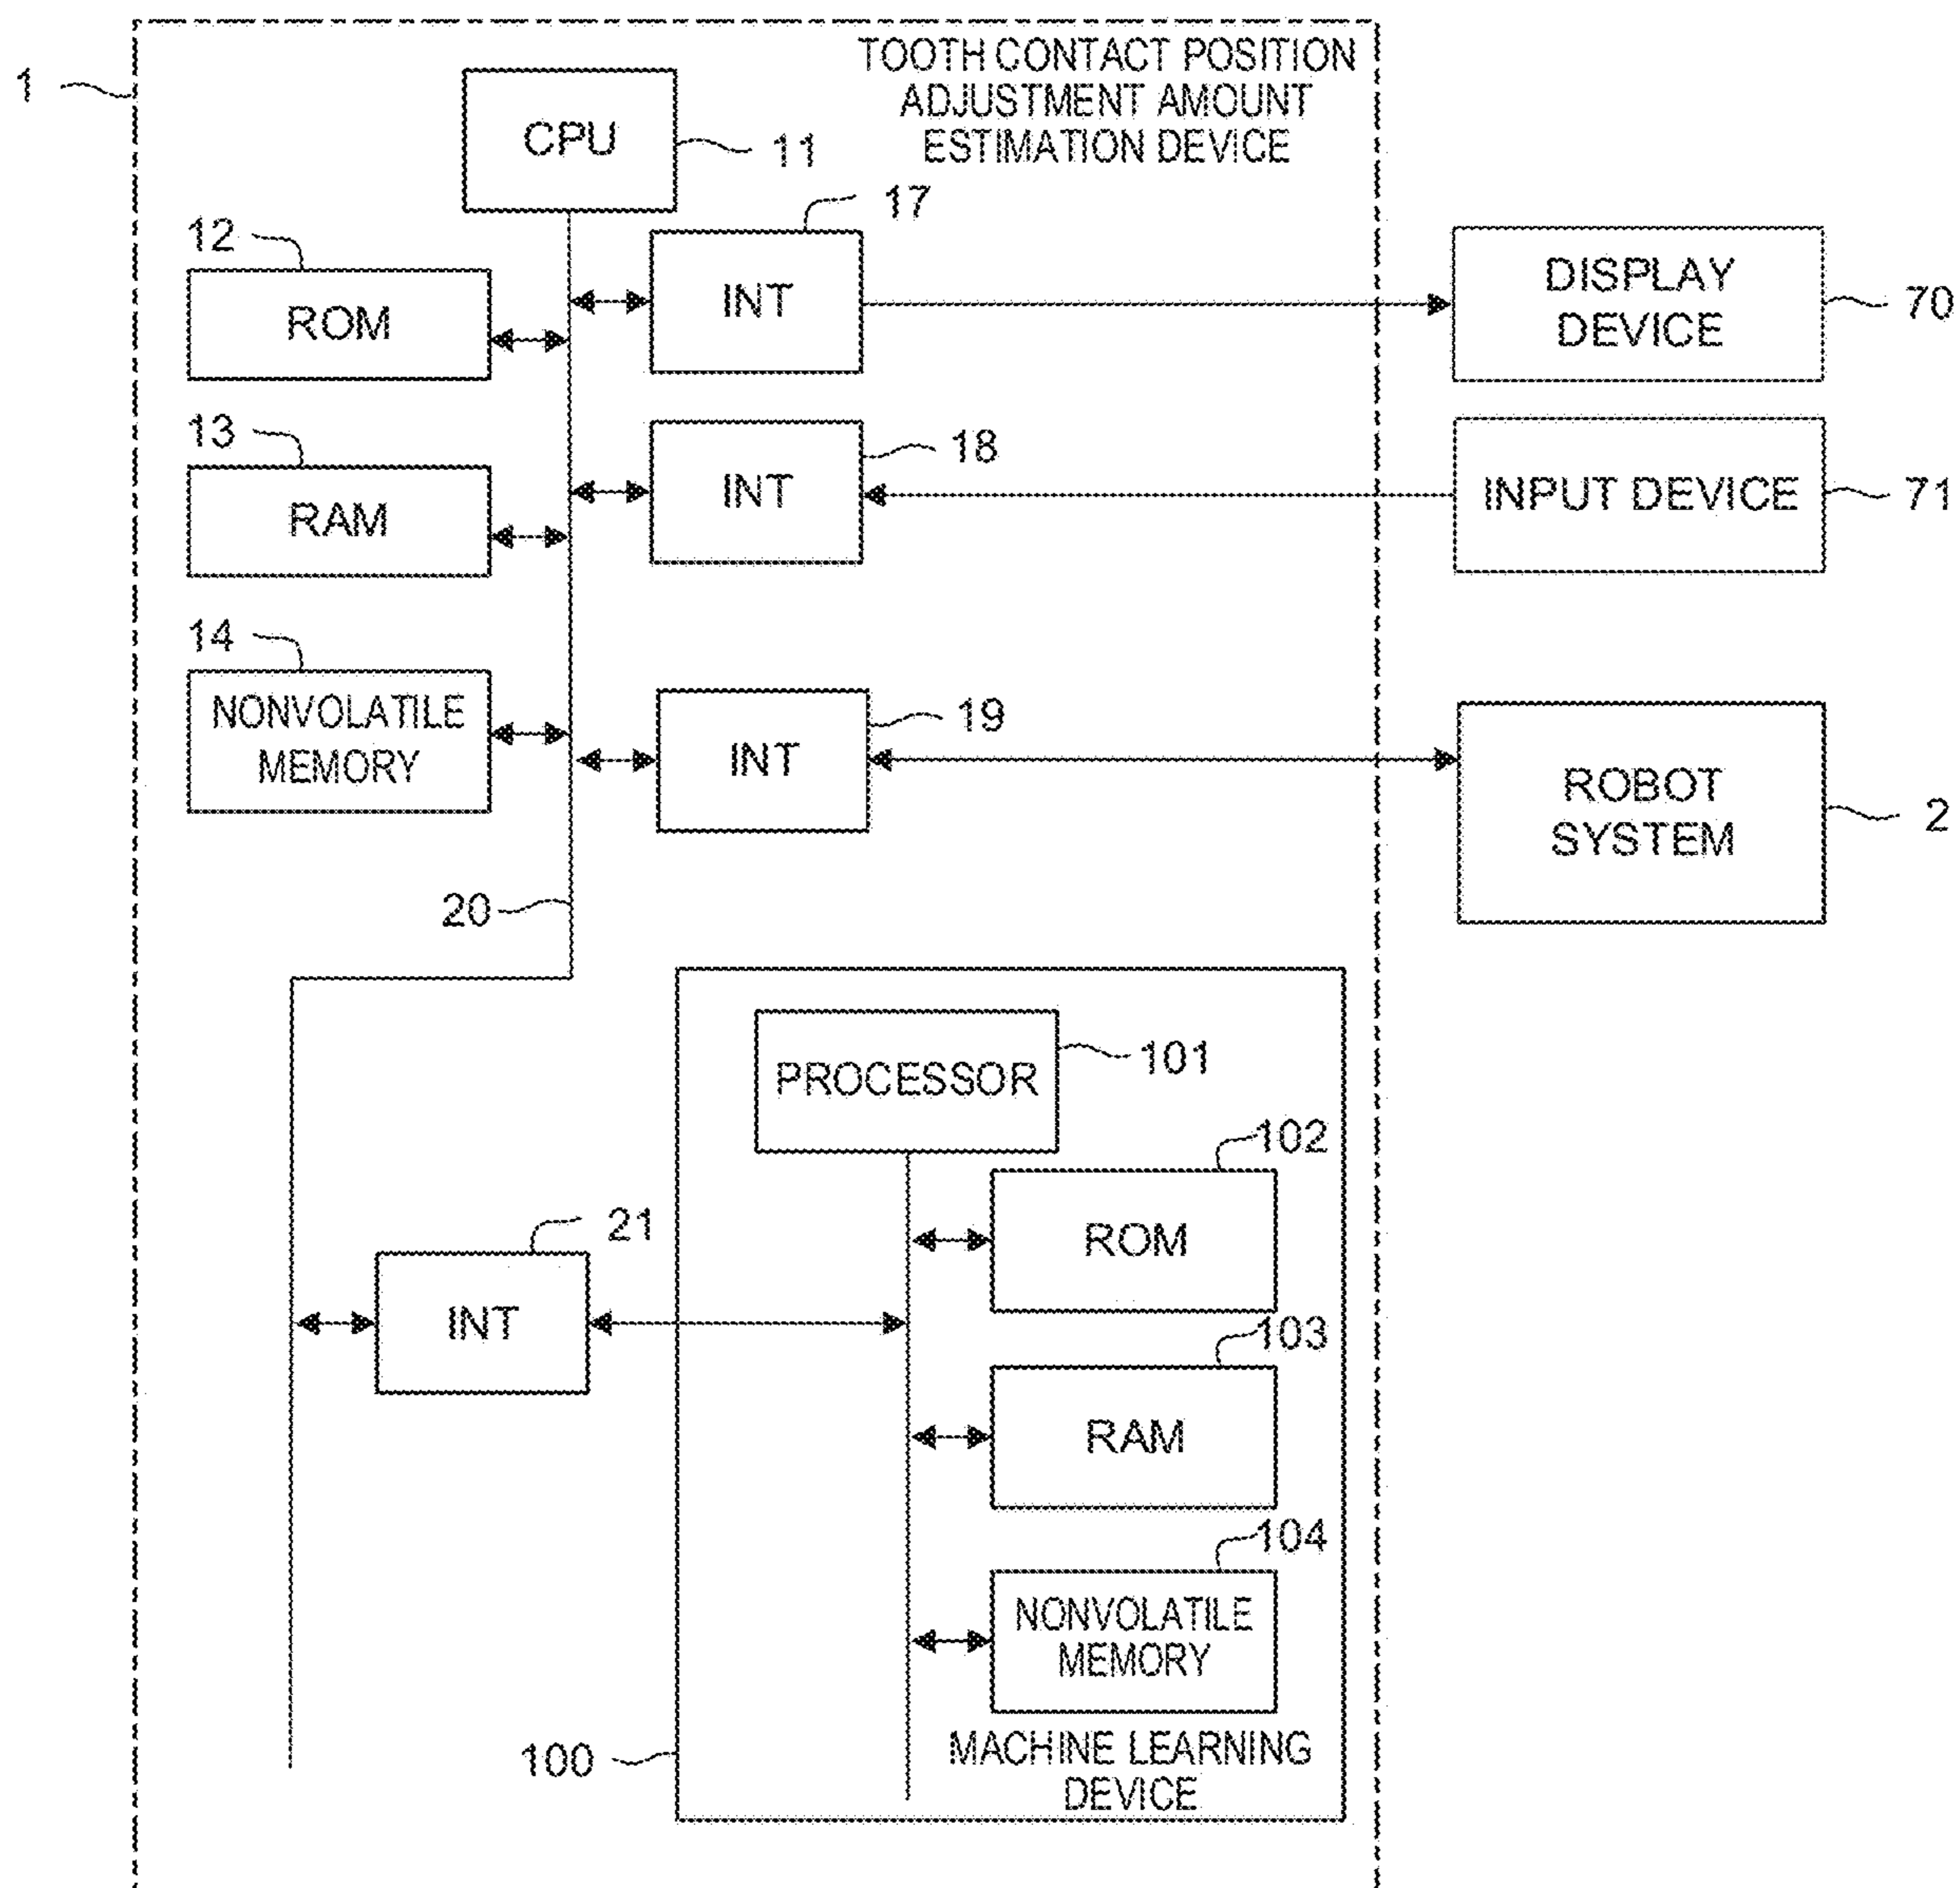 TOOTH CONTACT POSITION
ADJUSTMENT AMOUNT
ESTIMATION DEVICE
1
CPU
11
17
12
ROM
INT
DISPLAY
DEVICE
70
13
RAM
18
INT
INPUT DEVICE
71
14
NONVOLATILE
MEMORY
19
INT
ROBOT
SYSTEM
2
20
PROCESSOR
101
102
ROM
21
INT
103
RAM
104
NONVOLATILE
MEMORY
100
MACHINE LEARNING
DEVICE